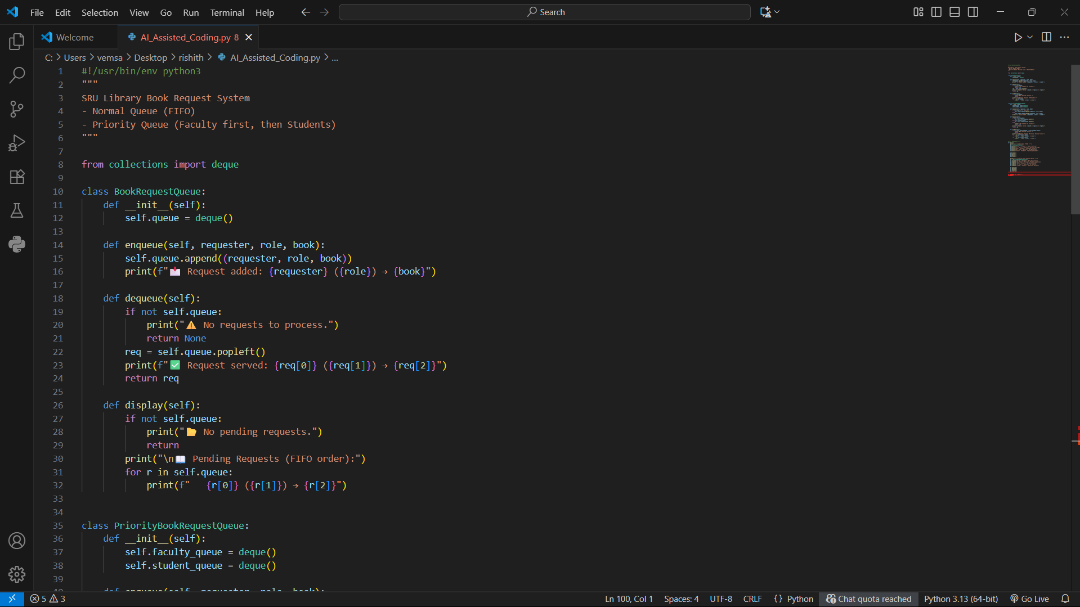 File Edit Selection View Go Run Terminal Help
Search
Welcome
AI_Assisted_Coding.py 8
C: > Users > vemsa > Desktop > rishith > AI_Assisted_Coding.py > ...
1 #!/usr/bin/env python3
2 """
3 SRU Library Book Request System
4 - Normal Queue (FIFO)
5 - Priority Queue (Faculty first, then Students)
6 """
7
8 from collections import deque
9
10 class BookRequestQueue:
11     def __init__(self):
12         self.queue = deque()
13
14     def enqueue(self, requester, role, book):
15         self.queue.append((requester, role, book))
16         print(f"📩 Request added: {requester} ({role}) → {book}")
17
18     def dequeue(self):
19         if not self.queue:
20             print("⚠️ No requests to process.")
21             return None
22         req = self.queue.popleft()
23         print(f"✅ Request served: {req[0]} ({req[1]}) → {req[2]}")
24         return req
25
26     def display(self):
27         if not self.queue:
28             print("📂 No pending requests.")
29             return
30         print("\n📖 Pending Requests (FIFO order):")
31         for r in self.queue:
32             print(f"   {r[0]} ({r[1]}) → {r[2]}")
33
34
35 class PriorityBookRequestQueue:
36     def __init__(self):
37         self.faculty_queue = deque()
38         self.student_queue = deque()
39
5 3
Ln 100, Col 1 Spaces: 4 UTF-8 CRLF {} Python Chat quota reached Python 3.13 (64-bit) Go Live